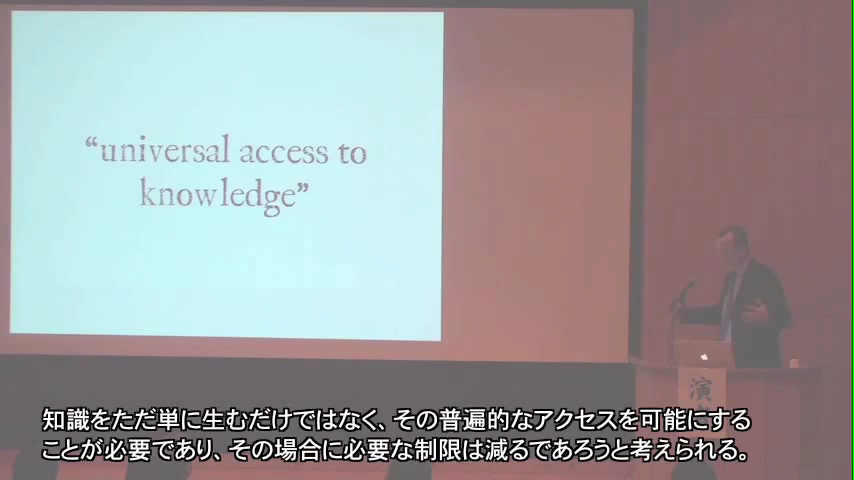 “universal access to
knowledge”
演
知識をただ単に生むだけではなく、その普遍的なアクセスを可能にする
ことが必要であり、その場合に必要な制限は減るであろうと考えられる。